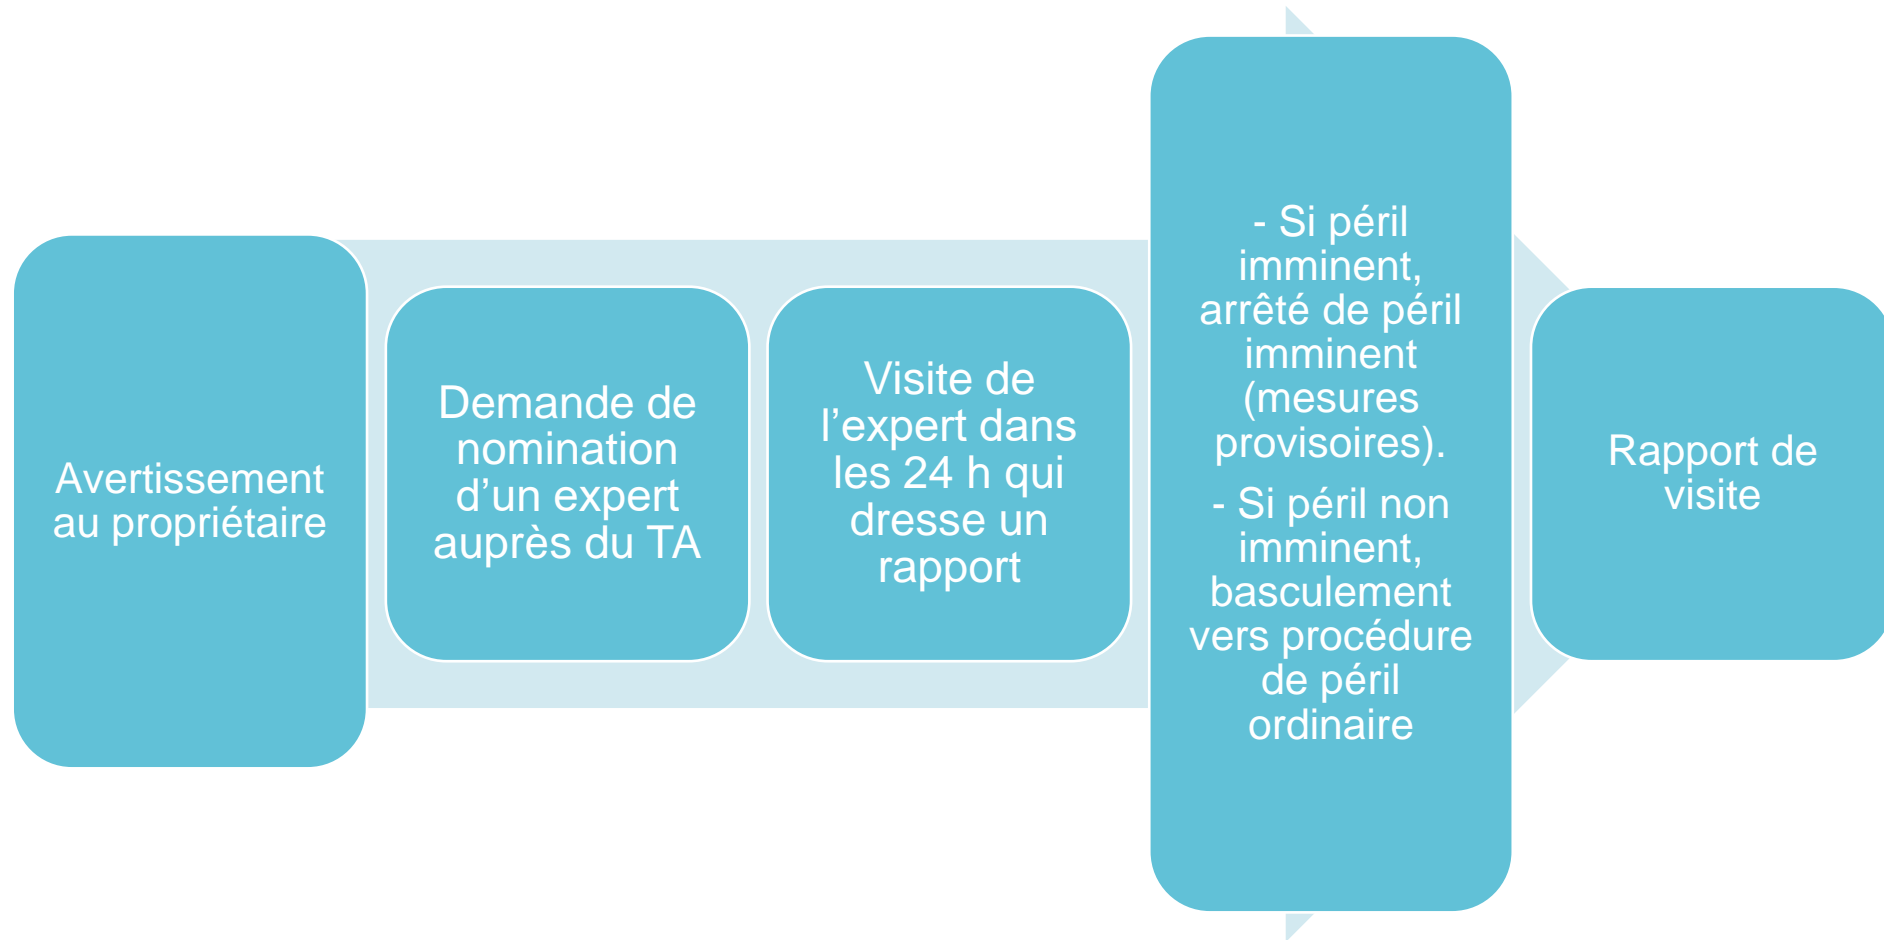 Avertissement
au propriétaire
Demande de
nomination
d’un expert
auprès du TA
Visite de
l’expert dans
les 24 h qui
dresse un
rapport
- Si péril
imminent,
arrêté de péril
imminent
(mesures
provisoires).
- Si péril non
imminent,
basculement
vers procédure
de péril
ordinaire
Rapport de
visite